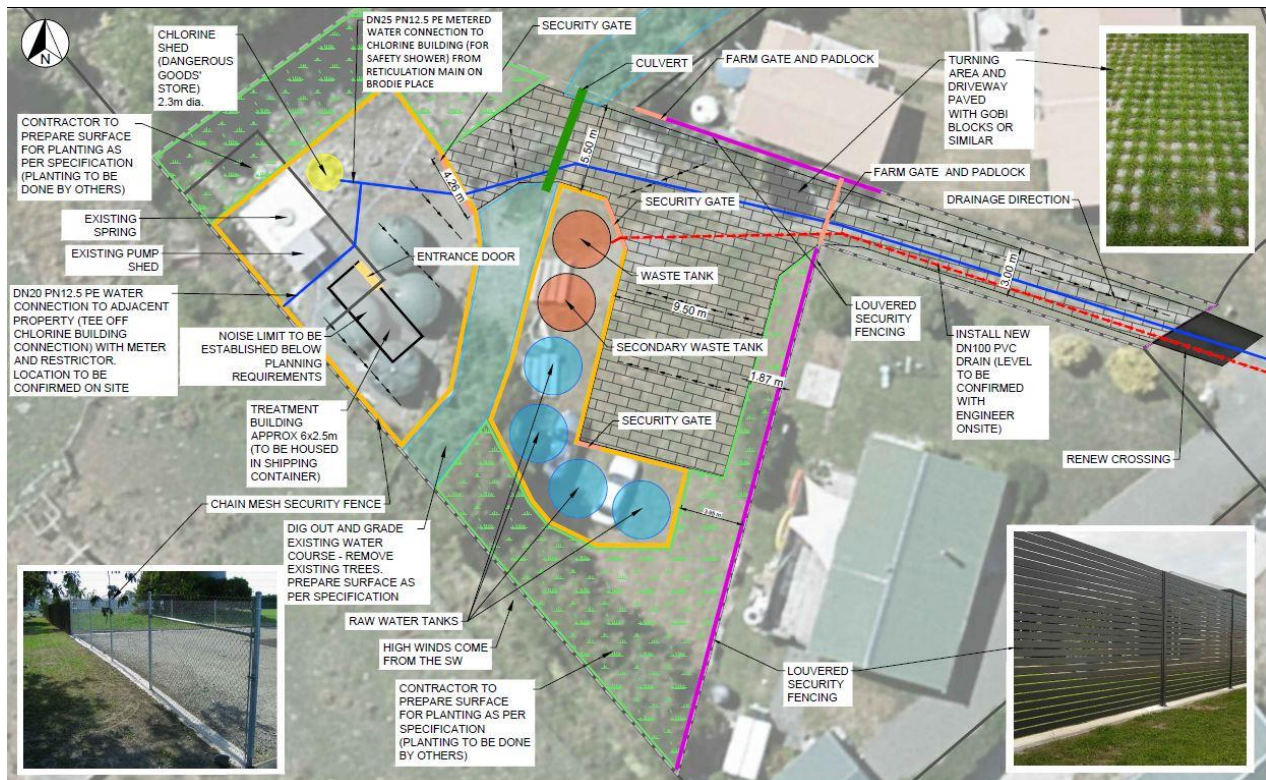 N
CHLORINE
SHED
(DANGEROUS
GOODS'
STORE)
2.3m dia.
DN25 PN12.5 PE METERED
WATER CONNECTION TO
CHLORINE BUILDING (FOR
SAFETY SHOWER) FROM
RETICULATION MAIN ON
BRODIE PLACE
SECURITY GATE
CULVERT
FARM GATE AND PADLOCK
TURNING
AREA AND
DRIVEWAY
PAVED
WITH GOBI
BLOCKS OR
SIMILAR
CONTRACTOR TO
PREPARE SURFACE
FOR PLANTING AS
PER SPECIFICATION
(PLANTING TO BE
DONE BY OTHERS)
5.50 m
4.26 m
FARM GATE AND PADLOCK
SECURITY GATE
DRAINAGE DIRECTION
EXISTING
SPRING
EXISTING PUMP
SHED
ENTRANCE DOOR
WASTE TANK
3.00 m
DN20 PN12.5 PE WATER
CONNECTION TO ADJACENT
PROPERTY (TEE OFF
CHLORINE BUILDING
CONNECTION) WITH METER
AND RESTRICTOR.
LOCATION TO BE
CONFIRMED ON SITE
NOISE LIMIT TO BE
ESTABLISHED BELOW
PLANNING
REQUIREMENTS
9.50 m
SECONDARY WASTE TANK
LOUVERED
SECURITY
FENCING
INSTALL NEW
DN100 PVC
DRAIN (LEVEL
TO BE
CONFIRMED
WITH
ENGINEER
ONSITE)
1.87 m
TREATMENT
BUILDING
APPROX 6x2.5m
(TO BE HOUSED
IN SHIPPING
CONTAINER)
SECURITY GATE
RENEW CROSSING
CHAIN MESH SECURITY FENCE
DIG OUT AND GRADE
EXISTING WATER
COURSE - REMOVE
EXISTING TREES.
PREPARE SURFACE AS
PER SPECIFICATION
RAW WATER TANKS
HIGH WINDS COME
FROM THE SW
CONTRACTOR TO
PREPARE SURFACE
FOR PLANTING AS PER
SPECIFICATION
(PLANTING TO BE DONE
BY OTHERS)
LOUVERED
SECURITY
FENCING